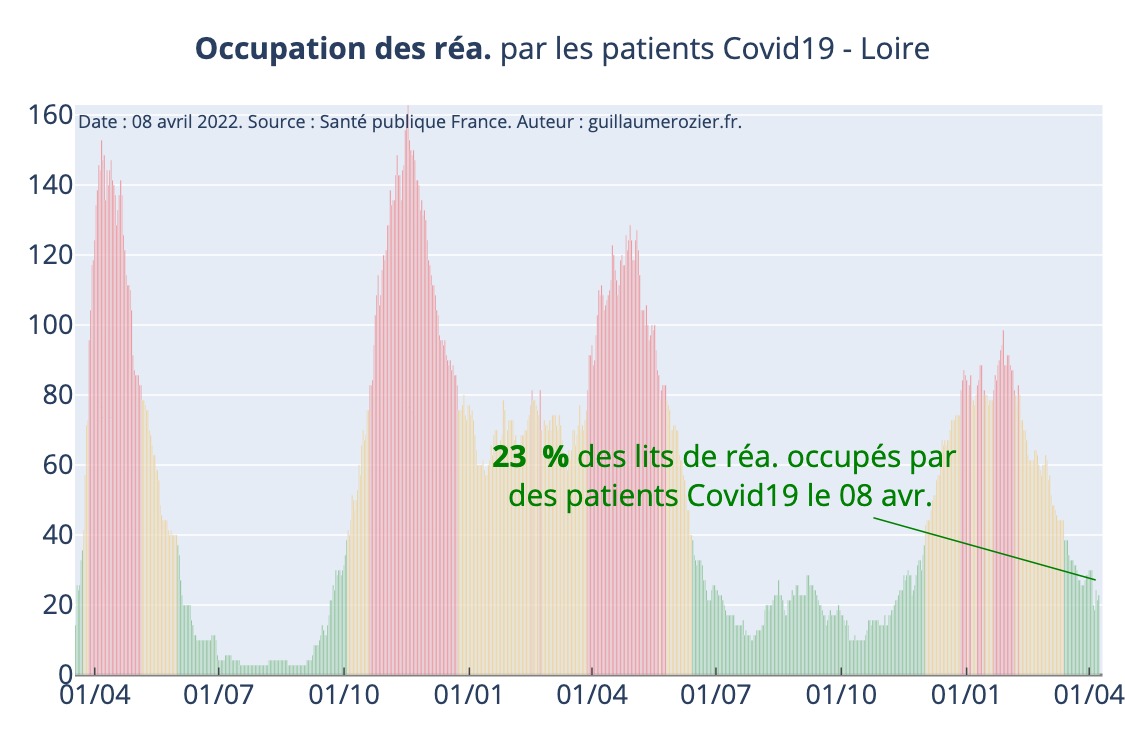 Occupation des réa. par les patients Covid19 - Loire
Date : 08 avril 2022. Source : Santé publique France. Auteur : guillaumerozier.fr.
160
140
120
100
80
60
40
20
0
23 % des lits de réa. occupés par
des patients Covid19 le 08 avr.
01/04 01/07 01/10 01/01 01/04 01/07 01/10 01/01 01/04